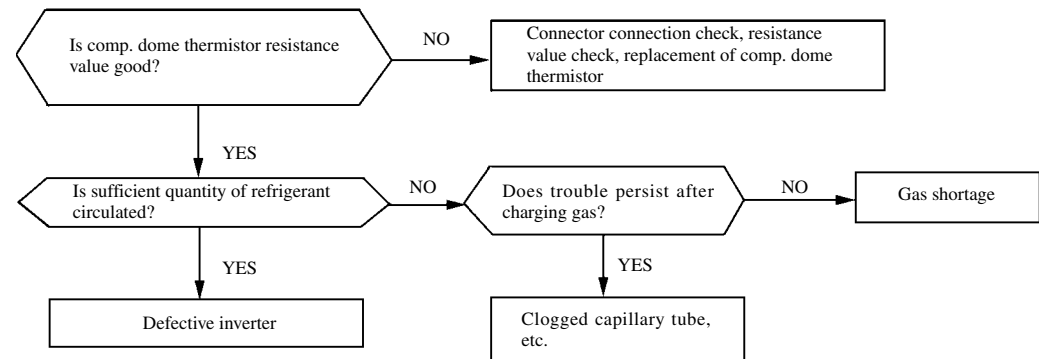 Is comp. dome thermistor resistance
value good?
NO
Connector connection check, resistance
value check, replacement of comp. dome
thermistor
YES
Is sufficient quantity of refrigerant
circulated?
NO
Does trouble persist after
charging gas?
NO
Gas shortage
YES
YES
Defective inverter
Clogged capillary tube,
etc.